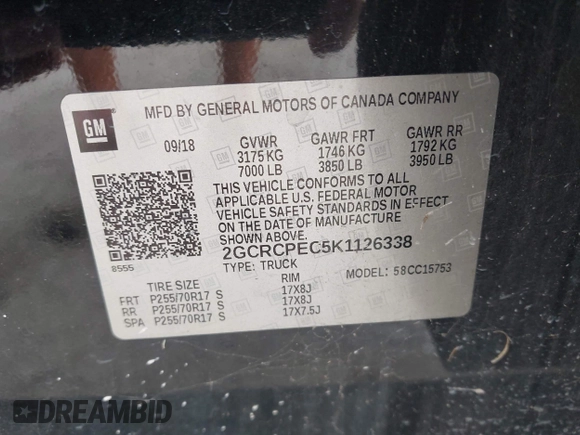 MFD BY GENERAL MOTORS OF CANADA COMPANY
GM
09/18 GVWR GAWR FRT GAWR RR
3175 KG 1746 KG 1792 KG
7000 LB 3850 LB 3950 LB
THIS VEHICLE CONFORMS TO ALL
APPLICABLE U.S. FEDERAL MOTOR
VEHICLE SAFETY STANDARDS IN EFFECT
ON DATE OF MANUFACTURE
8555
2GCRCPEC5K1126338
TYPE: TRUCK MODEL: 58CC15753
TIRE SIZE RIM
FRT P255/70R17 S 17X8J
RR P255/70R17 S 17X8J
SPA P255/70R17 S 17X7.5J
DREAMBID